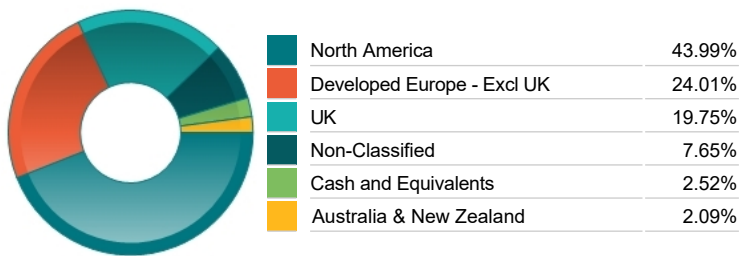 North America 43.99%
Developed Europe - Excl UK 24.01%
UK 19.75%
Non-Classified 7.65%
Cash and Equivalents 2.52%
Australia & New Zealand 2.09%